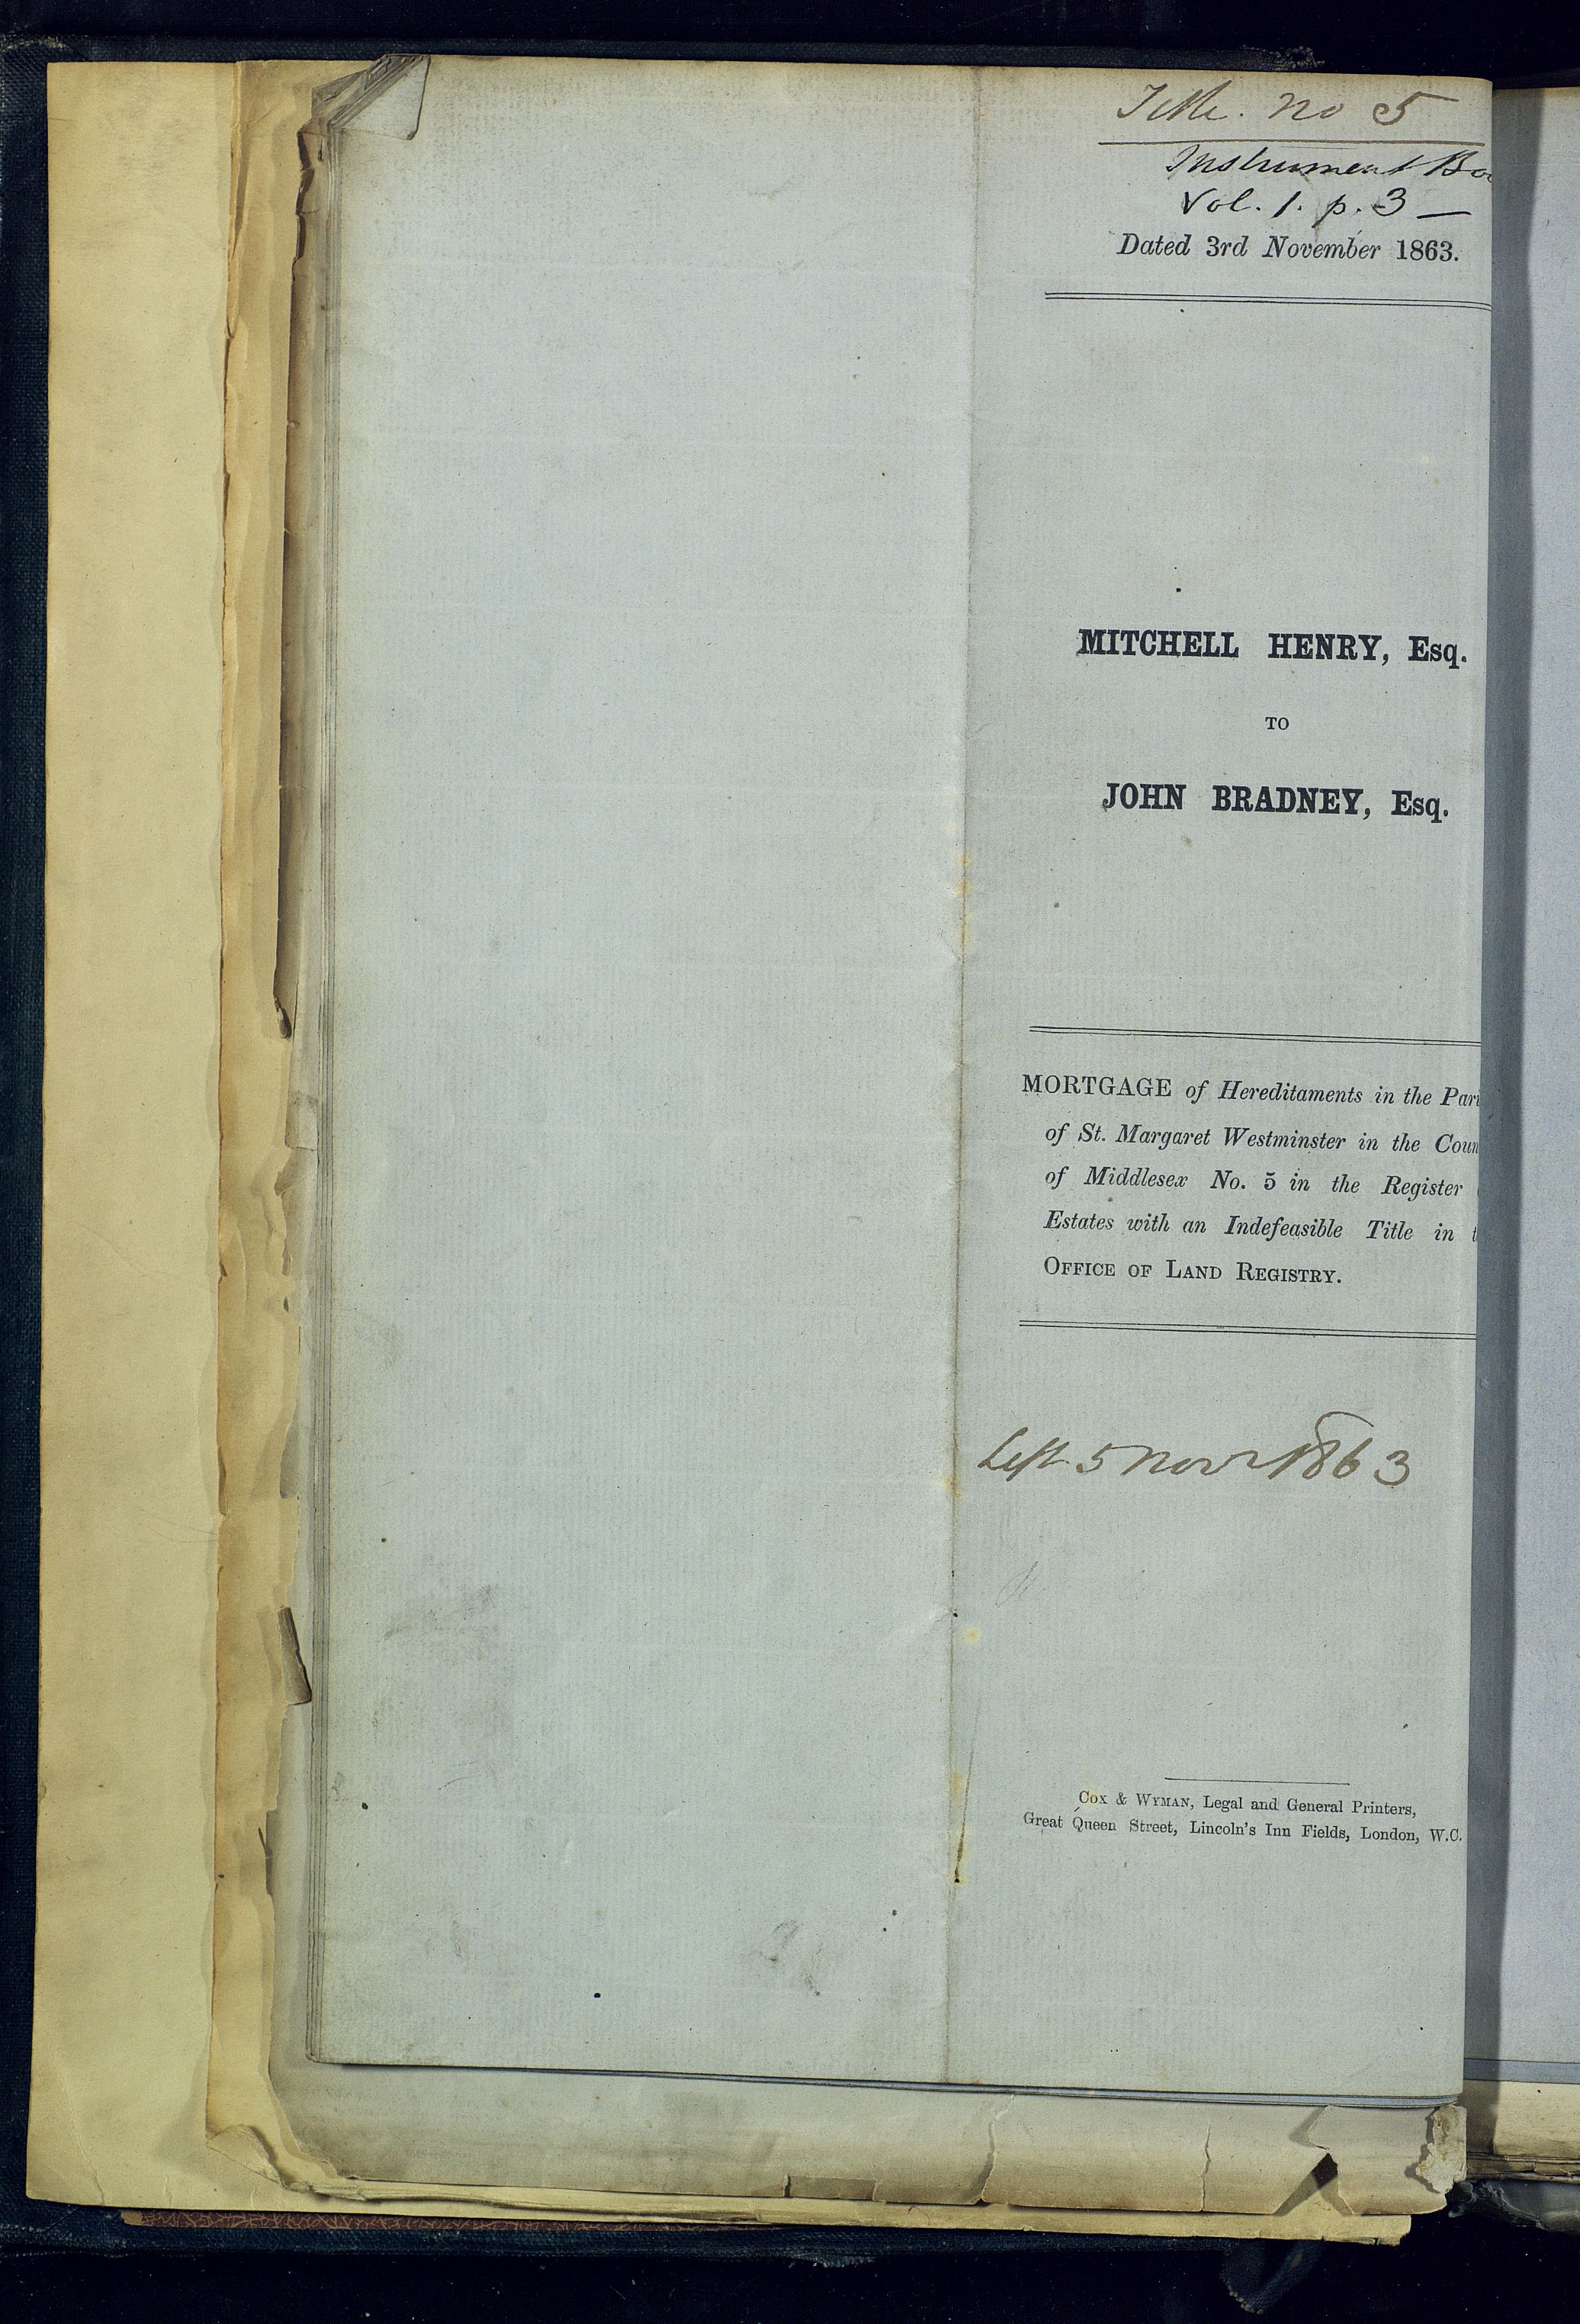 Title. No 5
Instrument Boo
Vol. 1. p. 3 —
Dated 3rd November 1863.
MITCHELL HENRY, Esq.
TO
JOHN BRADNEY, Esq.
MORTGAGE of Hereditaments in the Pari
of St. Margaret Westminster in the Coun
of Middlesex No. 5 in the Register
Estates with an Indefeasible Title in t
OFFICE OF LAND REGISTRY.
Left 5 Novr 1863
COX & WYMAN, Legal and General Printers,
Great Queen Street, Lincoln's Inn Fields, London, W.C.